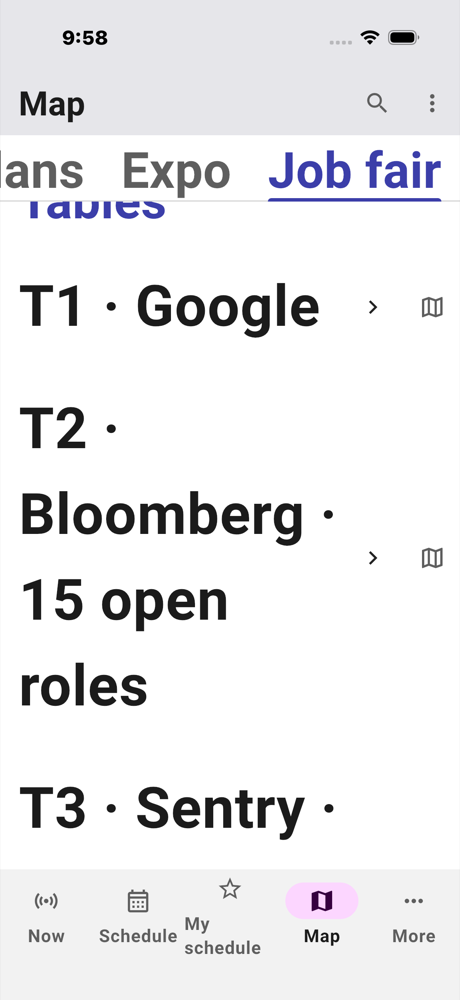 9:58
Map
lans Expo Job fair
Tables
T1 · Google
T2 ·
Bloomberg ·
15 open
roles
T3 · Sentry ·
Now
Schedule
My
schedule
Map
More